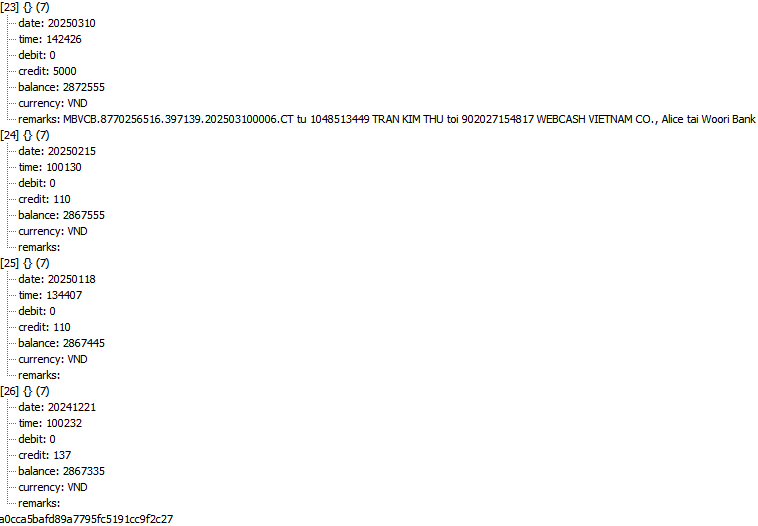 [23] {} (7)
date: 20250310
time: 142426
debit: 0
credit: 5000
balance: 2872555
currency: VND
remarks: MBVCB.8770256516.397139.202503100006.CT tu 1048513449 TRAN KIM THU toi 902027154817 WEBCASH VIETNAM CO., Alice tai Woori Bank
[24] {} (7)
date: 20250215
time: 100130
debit: 0
credit: 110
balance: 2867555
currency: VND
remarks:
[25] {} (7)
date: 20250118
time: 134407
debit: 0
credit: 110
balance: 2867445
currency: VND
remarks:
[26] {} (7)
date: 20241221
time: 100232
debit: 0
credit: 137
balance: 2867335
currency: VND
remarks:
a0cca5bafd89a7795fc5191cc9f2c27